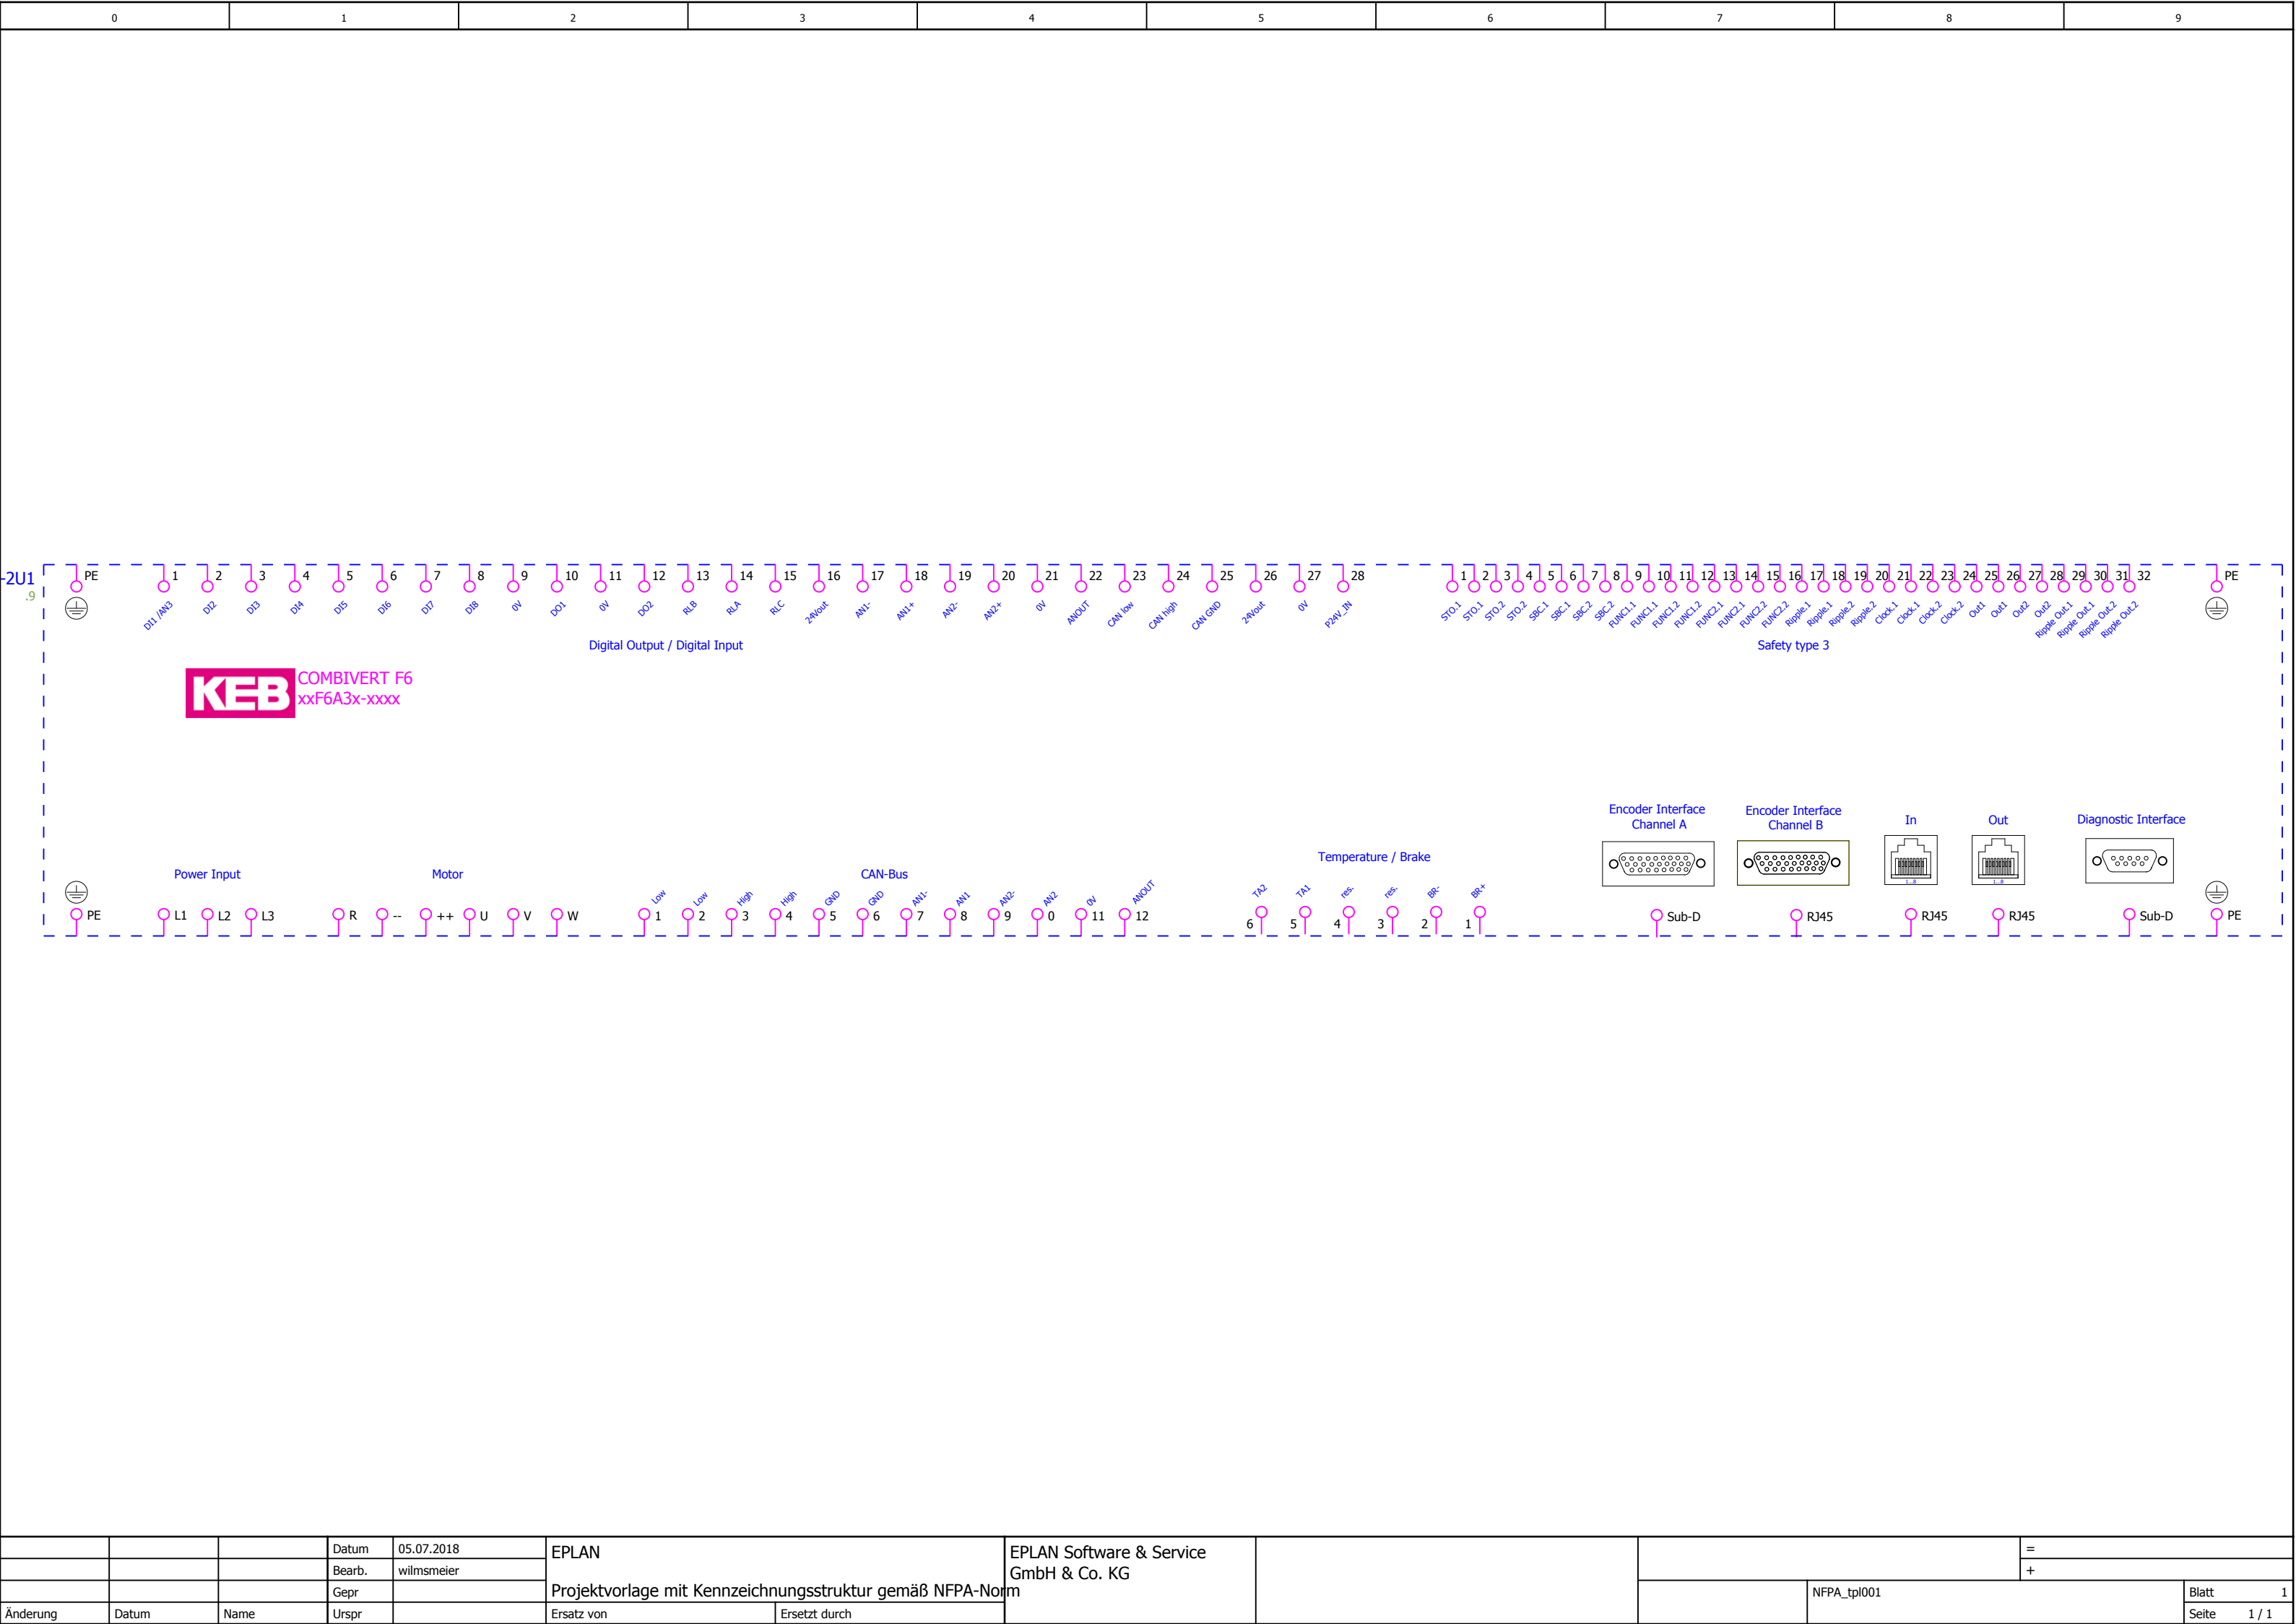 0 1 2 3 4 5 6 7 8 9
-2U1
.9
PE 1 2 3 4 5 6 7 8 9 10 11 12 13 14 15 16 17 18 19 20 21 22 23 24 25 26 27 28 1 2 3 4 5 6 7 8 9 10 11 12 13 14 15 16 17 18 19 20 21 22 23 24 25 26 27 28 29 30 31 32 PE
DI1 /AN3 DI2 DI3 DI4 DI5 DI6 DI7 DI8 0V DO1 0V DO2 RLB RLA RLC 24Vout AN1- AN1+ AN2- AN2+ 0V ANOUT CAN low CAN high CAN GND 24Vout 0V P24V_IN STO.1 STO.1 STO.2 STO.2 SBC.1 SBC.1 SBC.2 SBC.2 FUNC1.1 FUNC1.1 FUNC1.2 FUNC1.2 FUNC2.1 FUNC2.1 FUNC2.2 FUNC2.2 Ripple.1 Ripple.1 Ripple.2 Ripple.2 Clock.1 Clock.1 Clock.2 Clock.2 Out1 Out1 Out2 Out2 Ripple Out.1 Ripple Out.1 Ripple Out.2 Ripple Out.2
Digital Output / Digital Input
Safety type 3
KEB
COMBIVERT F6
xxF6A3x-xxxx
Encoder Interface
Channel A
Encoder Interface
Channel B
In
Out
Diagnostic Interface
1...8
1...8
Power Input
Motor
CAN-Bus
Temperature / Brake
Low Low High High GND GND AN1- AN1 AN2- AN2 0V ANOUT
TA2 TA1 res. res. BR- BR+
PE L1 L2 L3 R -- ++ U V W 1 2 3 4 5 6 7 8 9 0 11 12 6 5 4 3 2 1 Sub-D RJ45 RJ45 RJ45 Sub-D PE
Datum 05.07.2018
Bearb. wilmsmeier
Gepr
Änderung Datum Name Urspr
EPLAN
Projektvorlage mit Kennzeichnungsstruktur gemäß NFPA-Norm
Ersatz von Ersetzt durch
EPLAN Software & Service
GmbH & Co. KG
=
+
NFPA_tpl001
Blatt 1
Seite 1 / 1